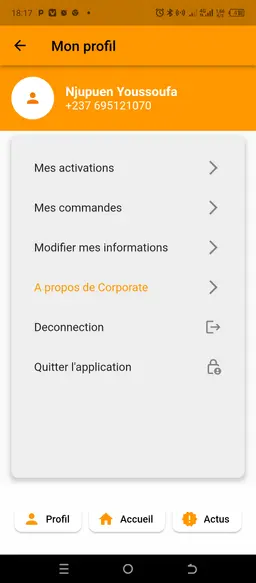 18:17
Mon profil
Njupuen Youssoufa
+237 695121070
Mes activations
Mes commandes
Modifier mes informations
A propos de Corporate
Deconnection
Quitter l'application
Profil
Accueil
Actus